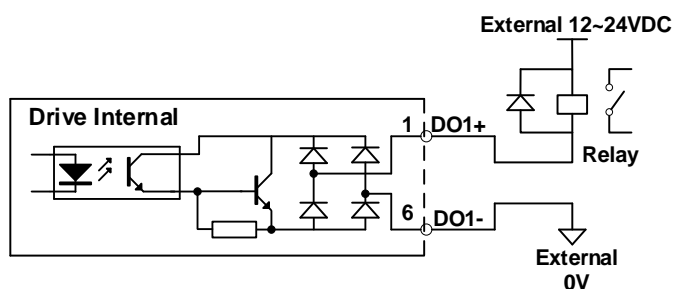 External 12~24VDC
Drive Internal
1 DO1+
Relay
6 DO1-
External
0V